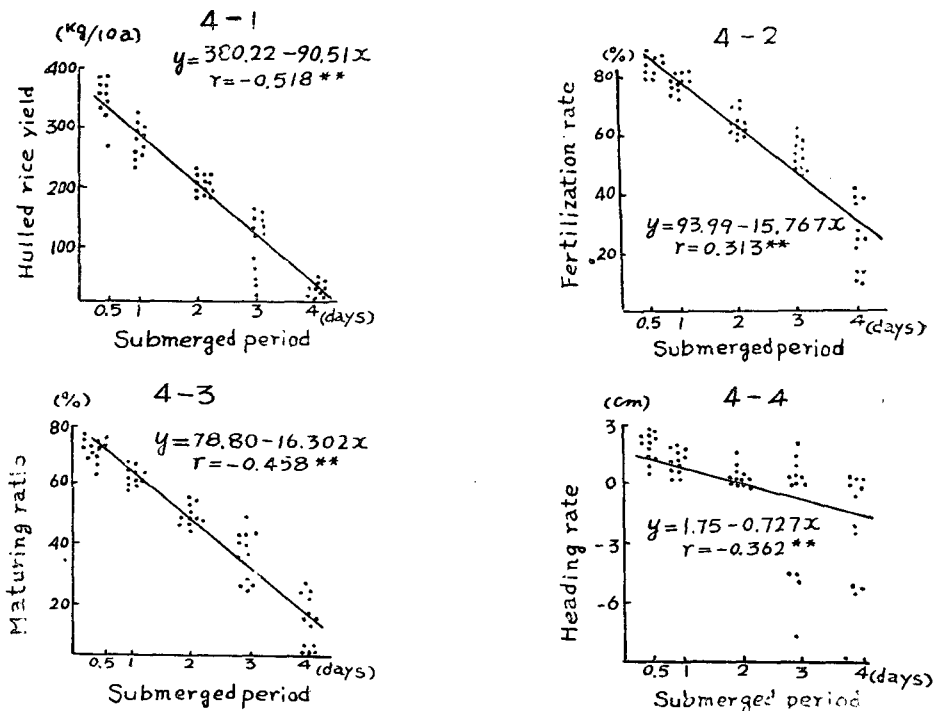 4-1
(Kg/10a)
y=380.22-90.51x
r=-0.518**
400
300
200
100
Hulled rice yield
0.5 1 2 3 4 (days)
Submerged period
4-2
(%)
80
60
40
20
Fertilization rate
y=93.99-15.767x
r=0.313**
0.5 1 2 3 4 (days)
Submerged period
4-3
(%)
80
60
40
20
Maturing ratio
y=78.80-16.302x
r=-0.458**
0.5 1 2 3 4 (days)
Submerged period
4-4
(cm)
3
0
-3
-6
Heading rate
y=1.75-0.727x
r=-0.362**
0.5 1 2 3 4 (days)
Submerged period